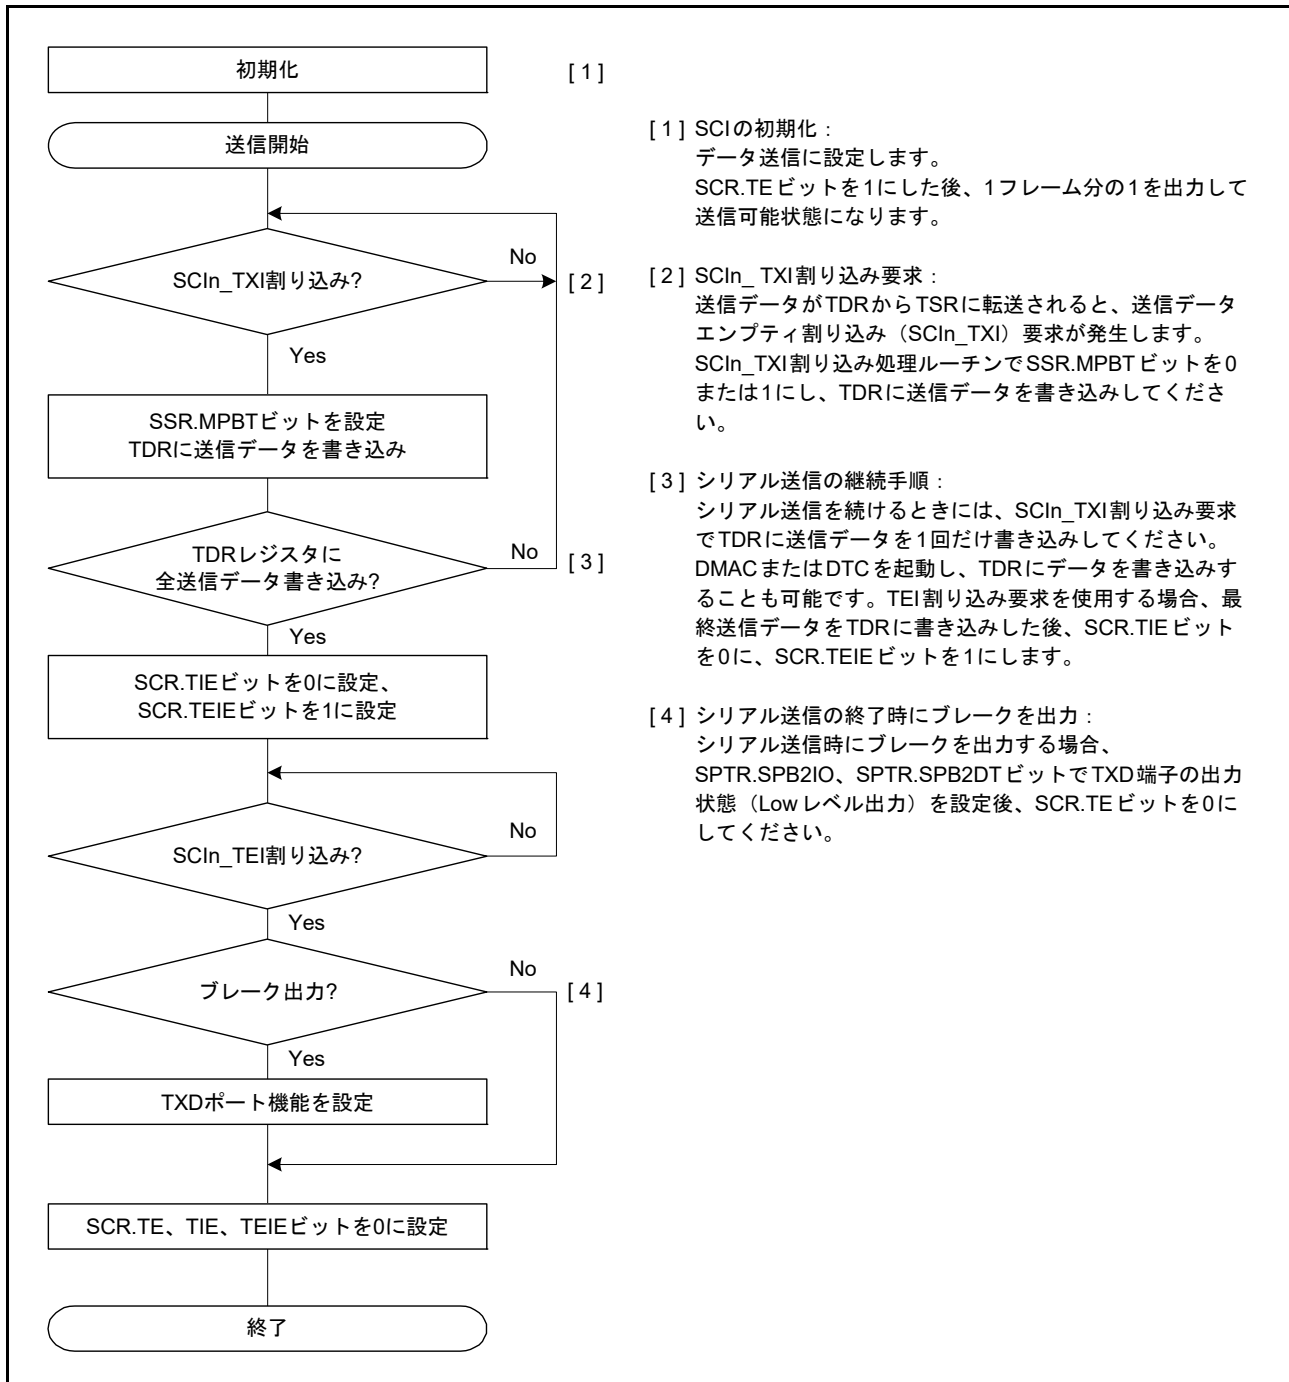 初期化
[ 1 ]
送信開始
SCIn_TXI割り込み?
No
[ 2 ]
Yes
SSR.MPBTビットを設定
TDRに送信データを書き込み
TDRレジスタに
全送信データ書き込み?
No
[ 3 ]
Yes
SCR.TIEビットを0に設定、
SCR.TEIEビットを1に設定
SCIn_TEI割り込み?
No
Yes
ブレーク出力?
No
[ 4 ]
Yes
TXDポート機能を設定
SCR.TE、TIE、TEIEビットを0に設定
終了
[ 1 ] SCIの初期化：
データ送信に設定します。
SCR.TEビットを1にした後、1フレーム分の1を出力して
送信可能状態になります。
[ 2 ] SCIn_ TXI割り込み要求：
送信データがTDRからTSRに転送されると、送信データ
エンプティ割り込み（SCIn_TXI）要求が発生します。
SCIn_TXI割り込み処理ルーチンでSSR.MPBTビットを0
または1にし、TDRに送信データを書き込みしてくださ
い。
[ 3 ] シリアル送信の継続手順：
シリアル送信を続けるときには、SCIn_TXI割り込み要求
でTDRに送信データを1回だけ書き込みしてください。
DMACまたはDTCを起動し、TDRにデータを書き込みす
ることも可能です。TEI割り込み要求を使用する場合、最
終送信データをTDRに書き込みした後、SCR.TIEビット
を0に、SCR.TEIEビットを1にします。
[ 4 ] シリアル送信の終了時にブレークを出力：
シリアル送信時にブレークを出力する場合、
SPTR.SPB2IO、SPTR.SPB2DTビットでTXD端子の出力
状態（Lowレベル出力）を設定後、SCR.TEビットを0に
してください。